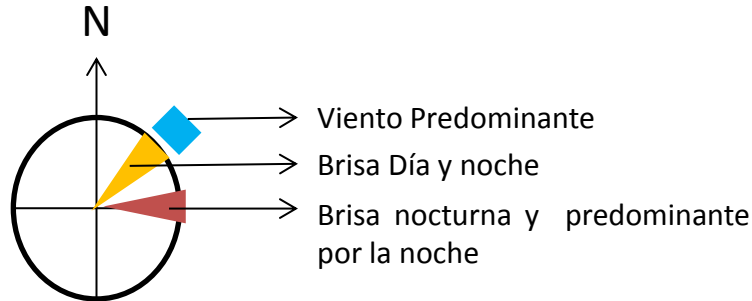 N
Viento Predominante
Brisa Día y noche
Brisa nocturna y predominante
por la noche